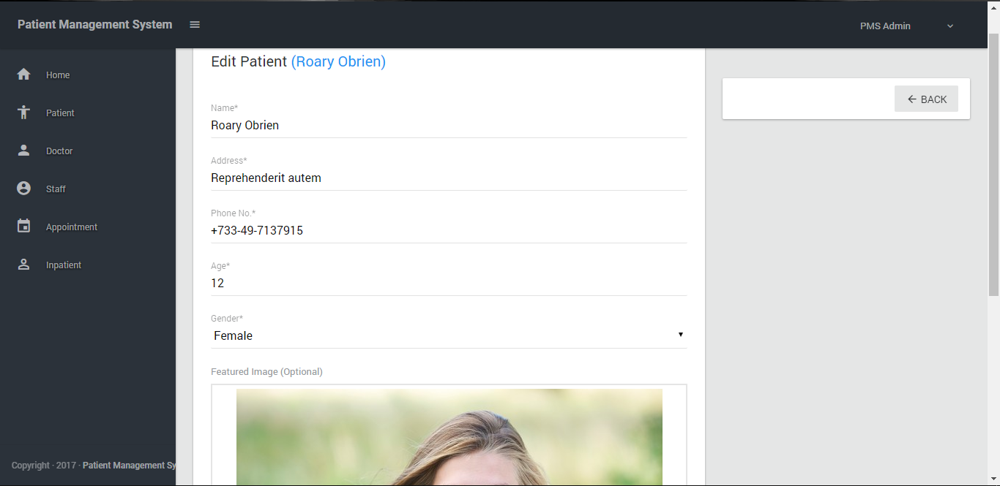 Patient Management System
PMS Admin
Home
Patient
Doctor
Staff
Appointment
Inpatient
Copyright · 2017 · Patient Management Sy
Edit Patient (Roary Obrien)
Name*
Roary Obrien
Address*
Reprehenderit autem
Phone No.*
+733-49-7137915
Age*
12
Gender*
Female
Featured Image (Optional)
BACK